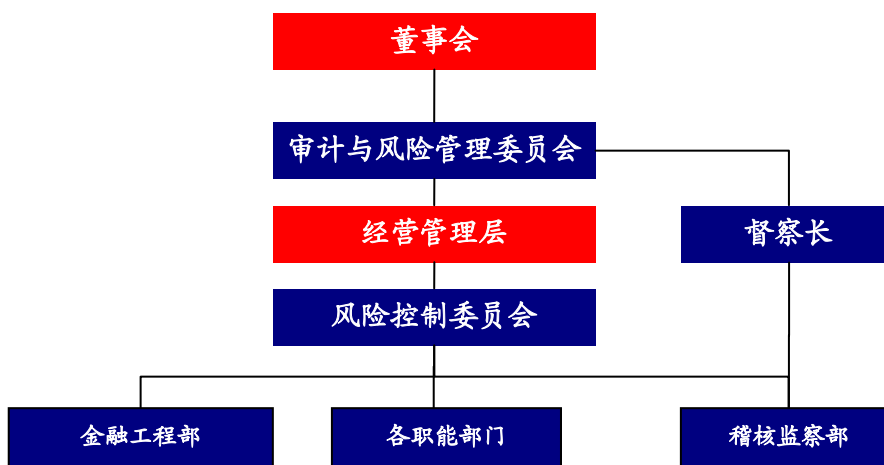 董事会
审计与风险管理委员会
经营管理层
督察长
风险控制委员会
金融工程部
各职能部门
稽核监察部